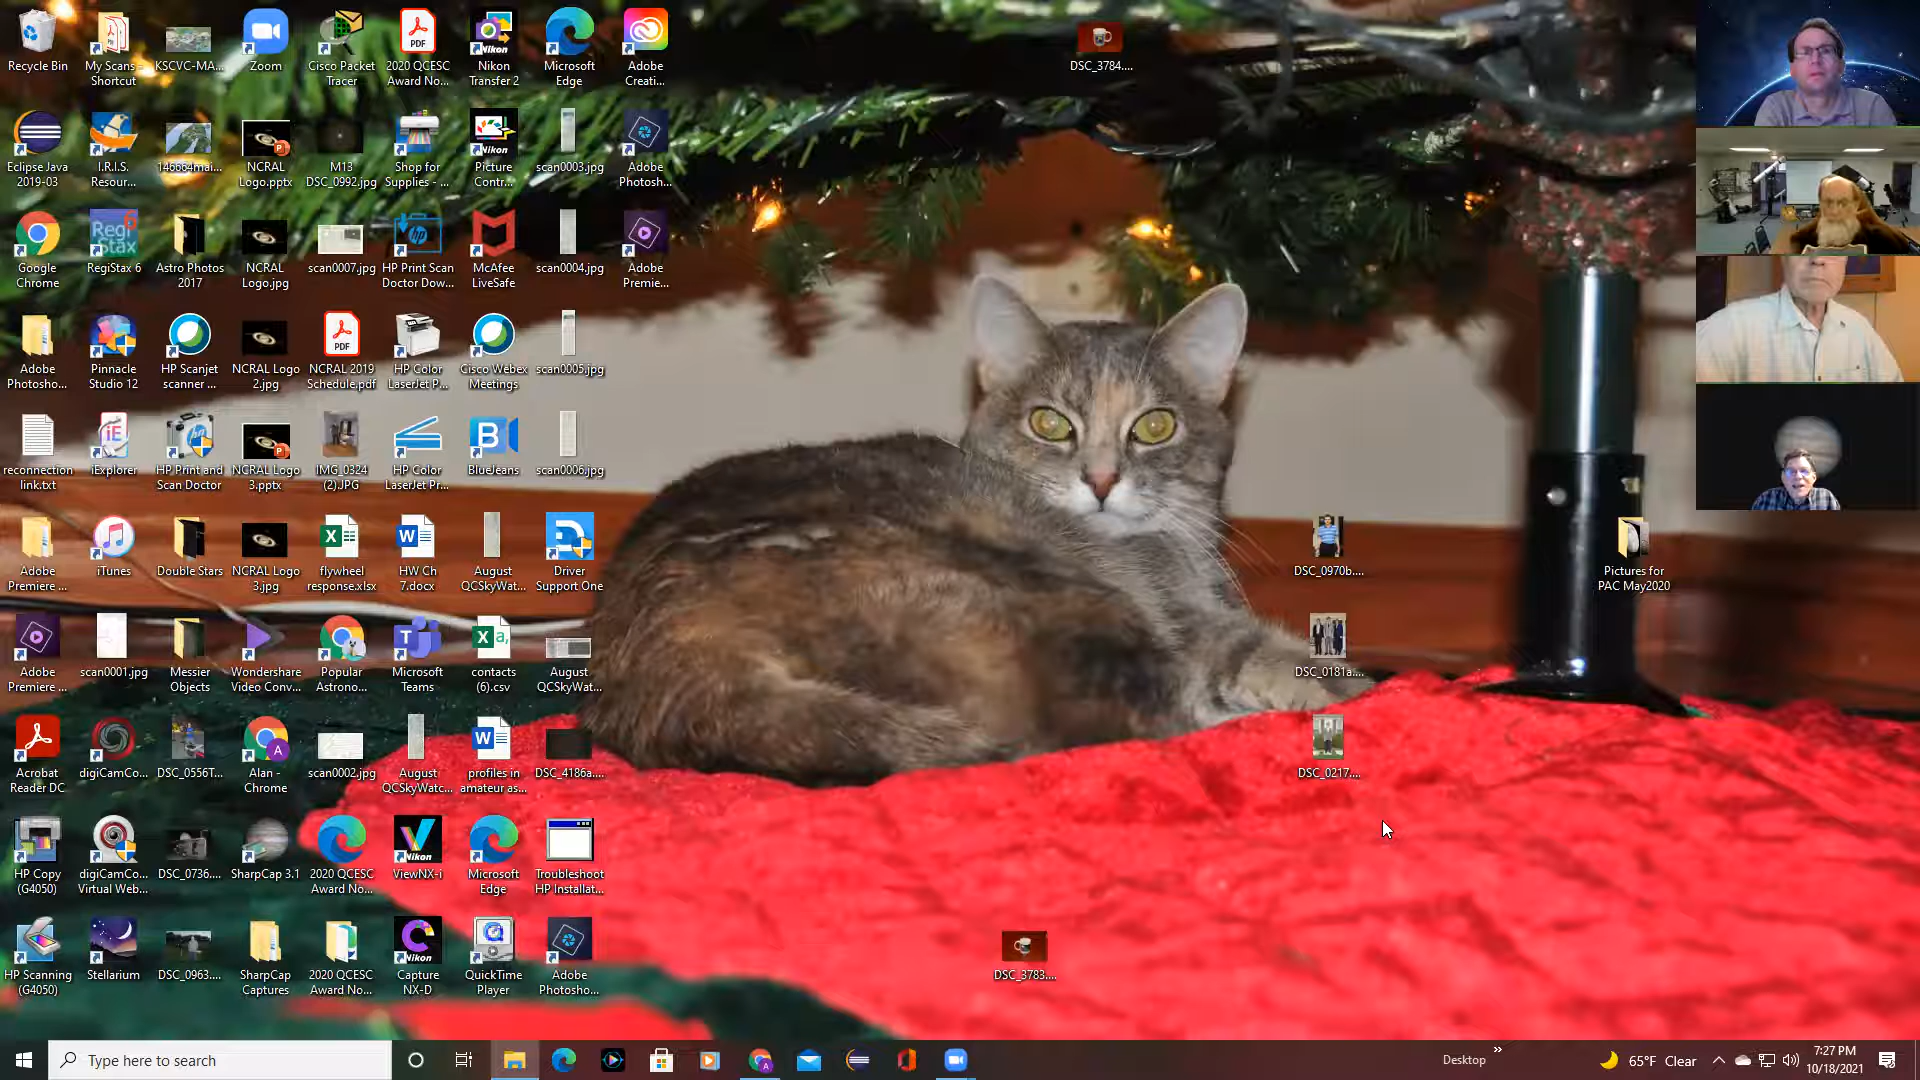 Recycle Bin
My Scans - Shortcut
KSCVC-MA...
Zoom
Cisco Packet Tracer
2020 QCESC Award No...
Nikon Transfer 2
Microsoft Edge
Adobe Creati...
DSC_3784....
Eclipse Java 2019-03
I.R.I.S. Resour...
146664mai...
NCRAL Logo.pptx
M13 DSC_0992.jpg
Shop for Supplies - ...
Picture Contr...
scan0003.jpg
Adobe Photosh...
Google Chrome
RegiStax 6
Astro Photos 2017
NCRAL Logo.jpg
scan0007.jpg
HP Print Scan Doctor Dow...
McAfee LiveSafe
scan0004.jpg
Adobe Premie...
Adobe Photosho...
Pinnacle Studio 12
HP Scanjet scanner ...
NCRAL Logo 2.jpg
NCRAL 2019 Schedule.pdf
HP Color LaserJet P...
Cisco Webex Meetings
scan0005.jpg
reconnection link.txt
iExplorer
HP Print and Scan Doctor
NCRAL Logo 3.pptx
IMG_0324 (2).JPG
HP Color LaserJet Pr...
BlueJeans
scan0006.jpg
Adobe Premiere ...
iTunes
Double Stars
NCRAL Logo 3.jpg
flywheel response.xlsx
HW Ch 7.docx
August QCSkyWat...
Driver Support One
DSC_0970b....
Pictures for PAC May2020
Adobe Premiere ...
scan0001.jpg
Messier Objects
Wondershare Video Conv...
Popular Astrono...
Microsoft Teams
contacts (6).csv
August QCSkyWat...
DSC_0181a....
Acrobat Reader DC
digiCamCo...
DSC_0556T...
Alan - Chrome
scan0002.jpg
August QCSkyWatc...
profiles in amateur as...
DSC_4186a....
DSC_0217....
HP Copy (G4050)
digiCamCo... Virtual Web...
DSC_0736....
SharpCap 3.1
2020 QCESC Award No...
ViewNX-i
Microsoft Edge
Troubleshoot HP Installat...
HP Scanning (G4050)
Stellarium
DSC_0963....
SharpCap Captures
2020 QCESC Award No...
Capture NX-D
QuickTime Player
Adobe Photosho...
DSC_3783....
Type here to search
Desktop
65°F Clear
7:27 PM
10/18/2021